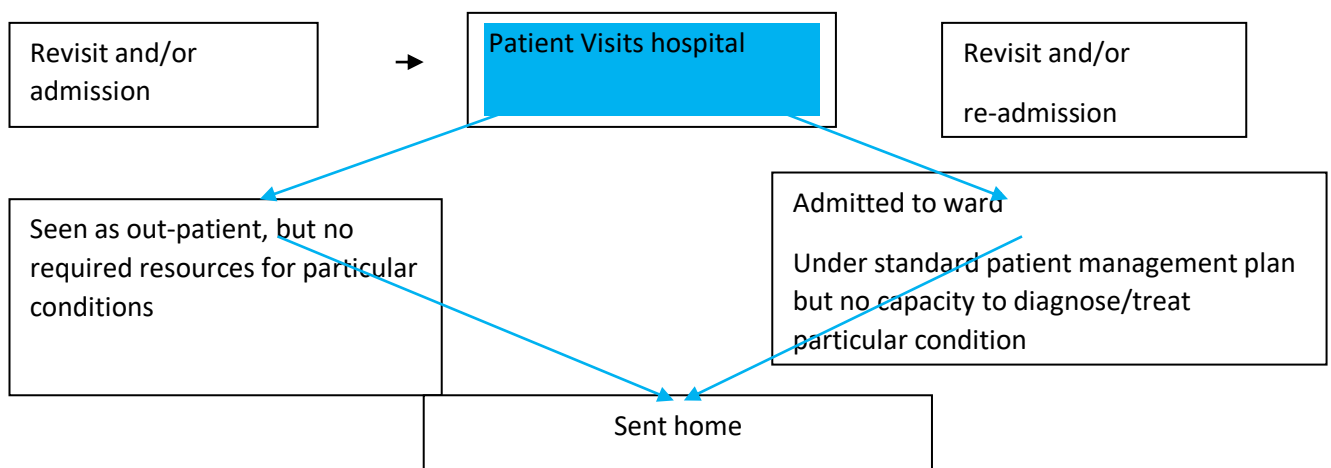 Revisit and/or
admission
Patient Visits hospital
Revisit and/or
re-admission
Seen as out-patient, but no
required resources for particular
conditions
Admitted to ward
Under standard patient management plan
but no capacity to diagnose/treat
particular condition
Sent home